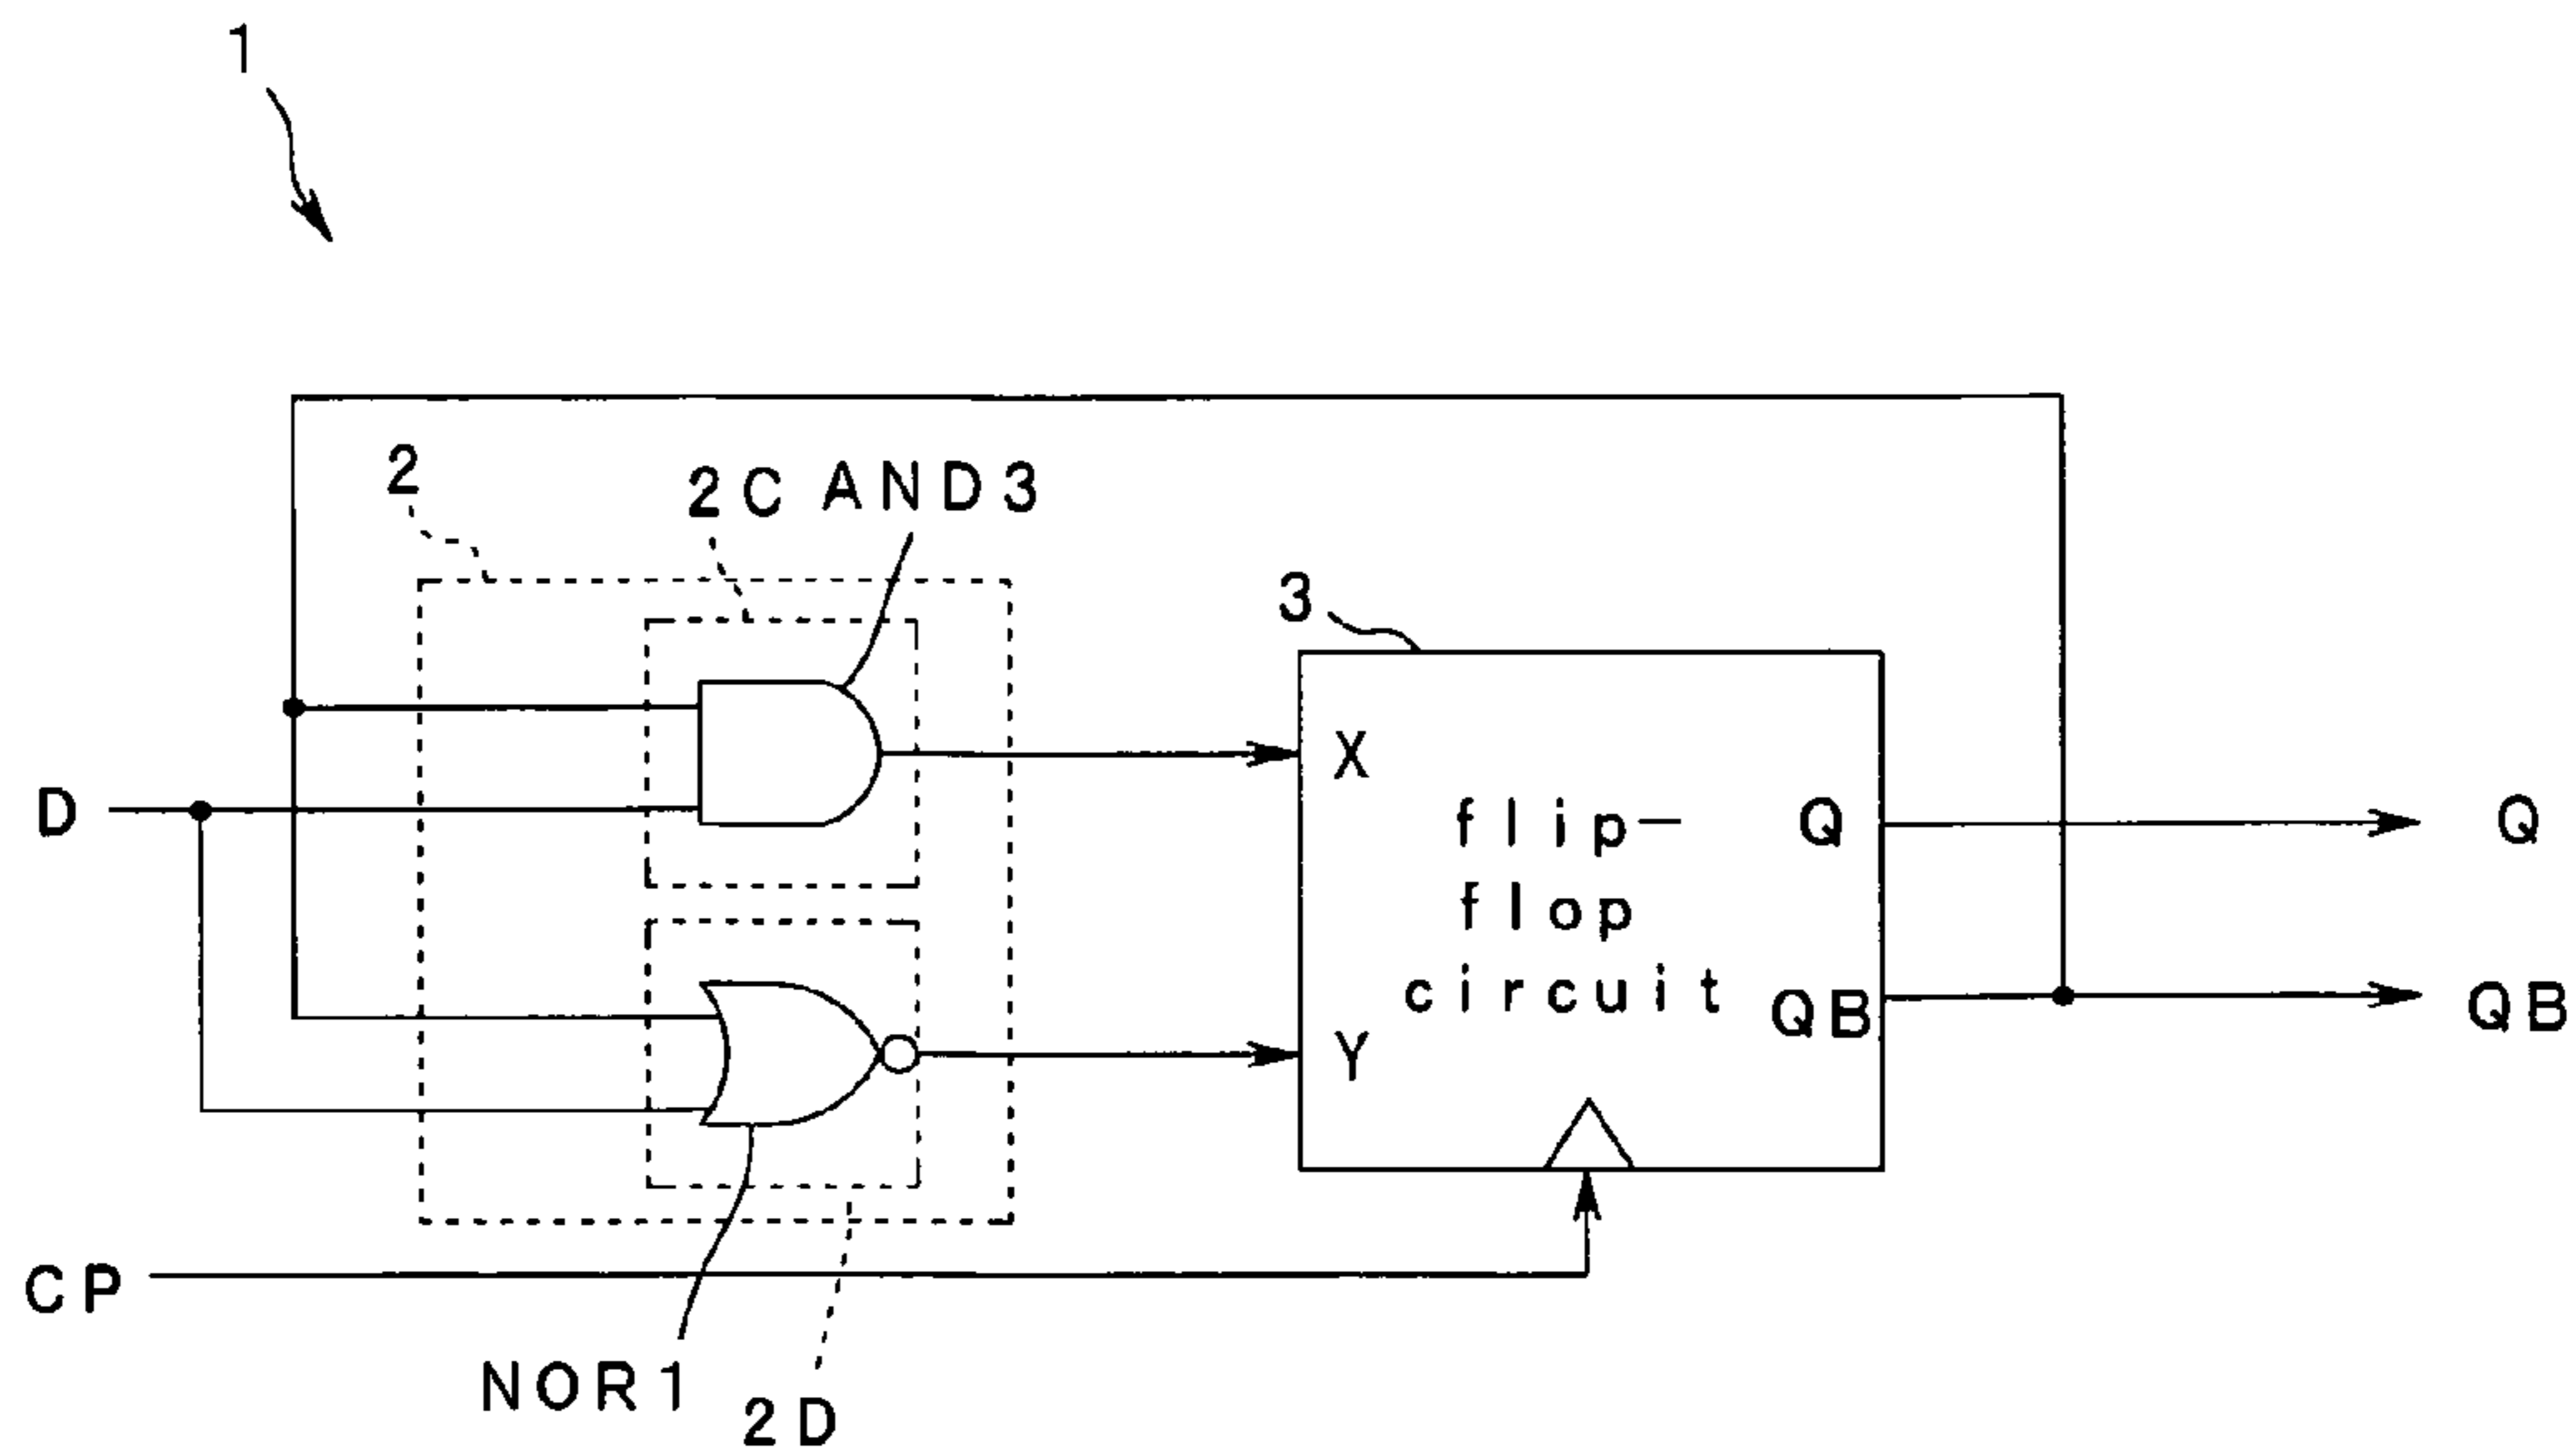 1
2
2C AND3
3
D
X
flip-
flop
circuit
Q
Q
Y
QB
QB
CP
NOR1
2D